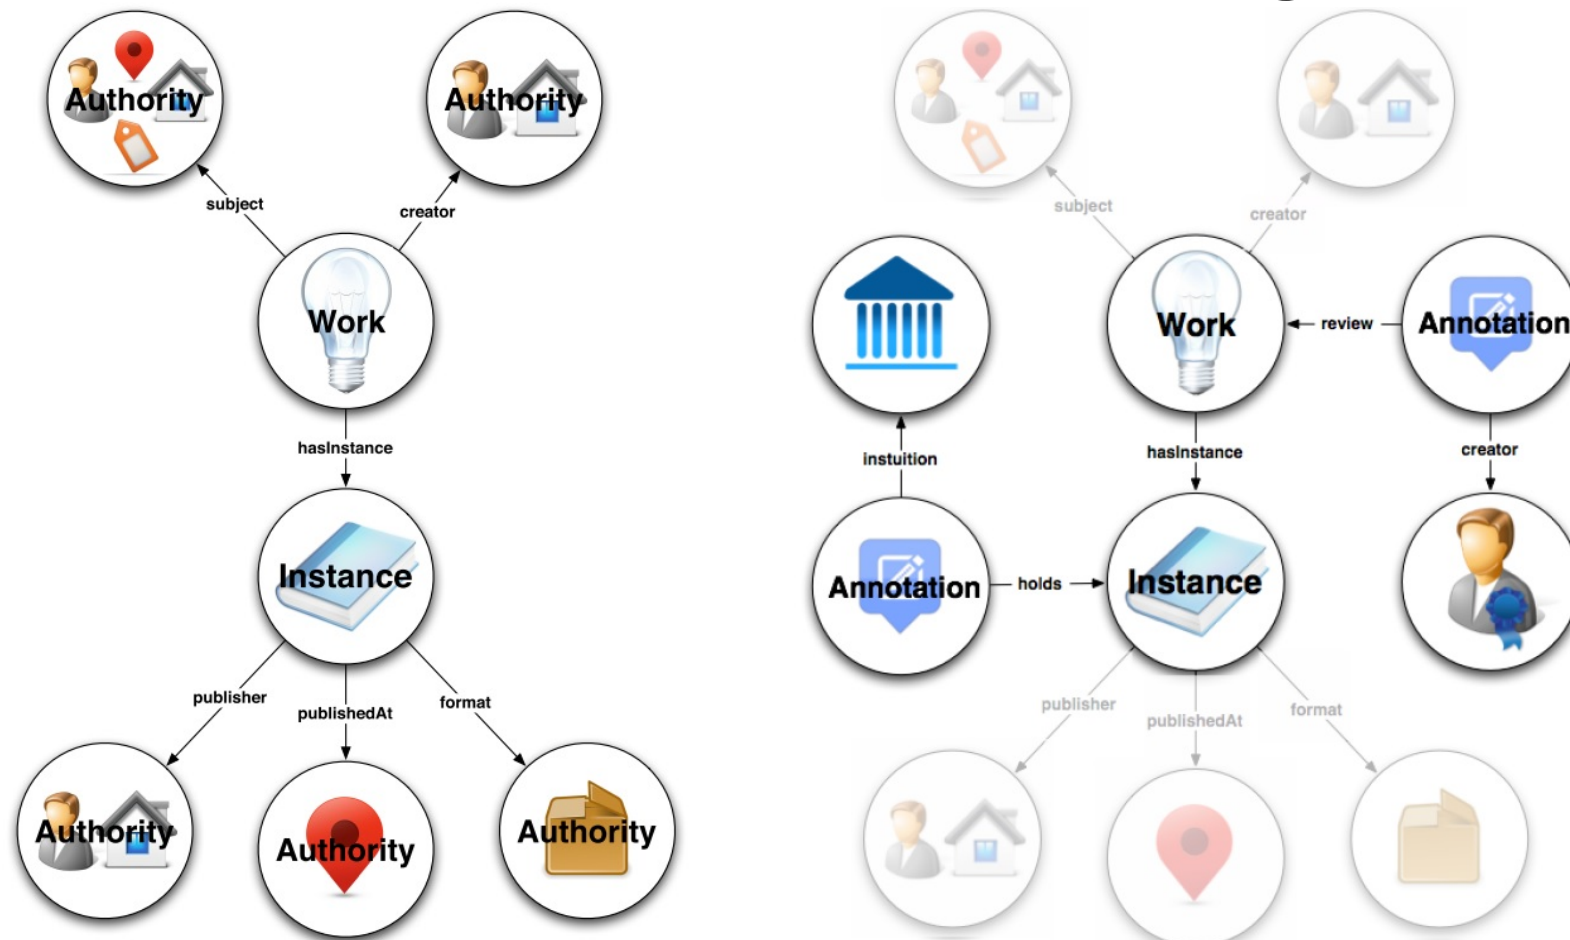 Authority
Authority
subject
creator
Work
hasInstance
Instance
publisher
publishedAt
format
Authority
Authority
Authority
subject
creator
Work
review
Annotation
instuition
hasInstance
creator
Annotation
holds
Instance
publisher
publishedAt
format